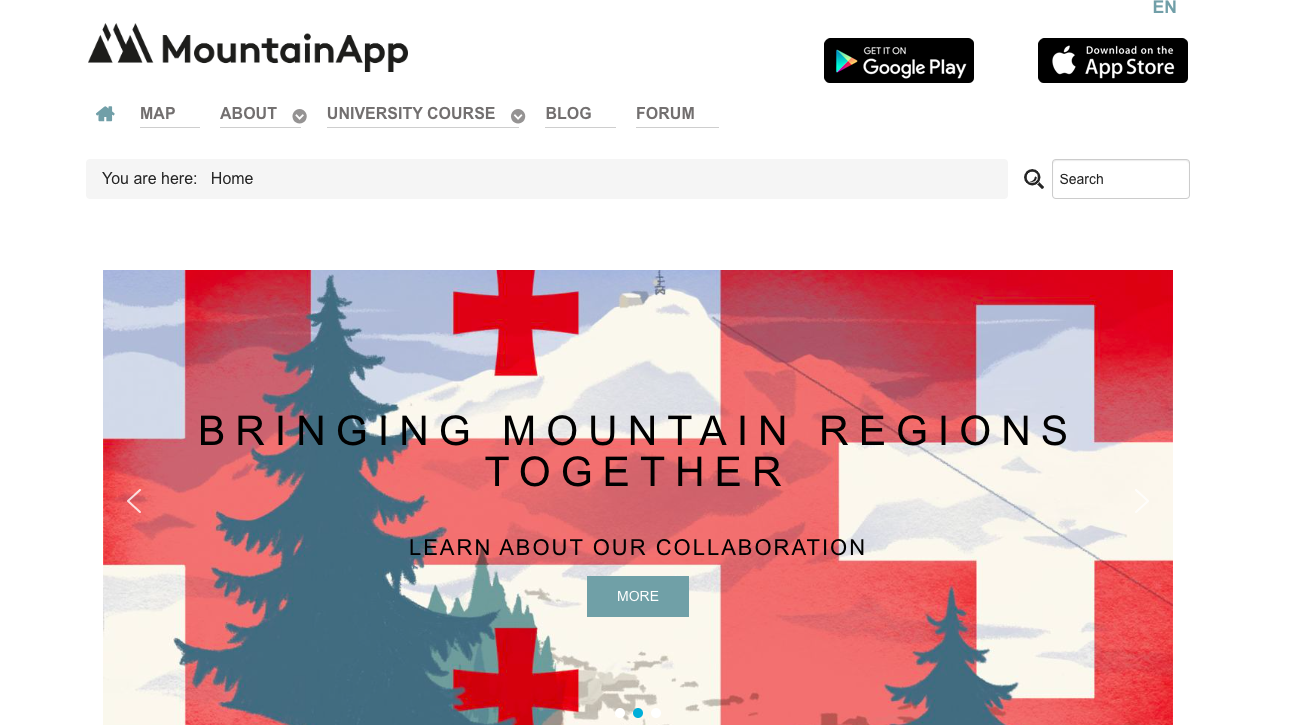 EN
MountainApp
GET IT ON
Google Play
Download on the
App Store
MAP ABOUT UNIVERSITY COURSE BLOG FORUM
You are here: Home
Search
BRINGING MOUNTAIN REGIONS
TOGETHER
LEARN ABOUT OUR COLLABORATION
MORE